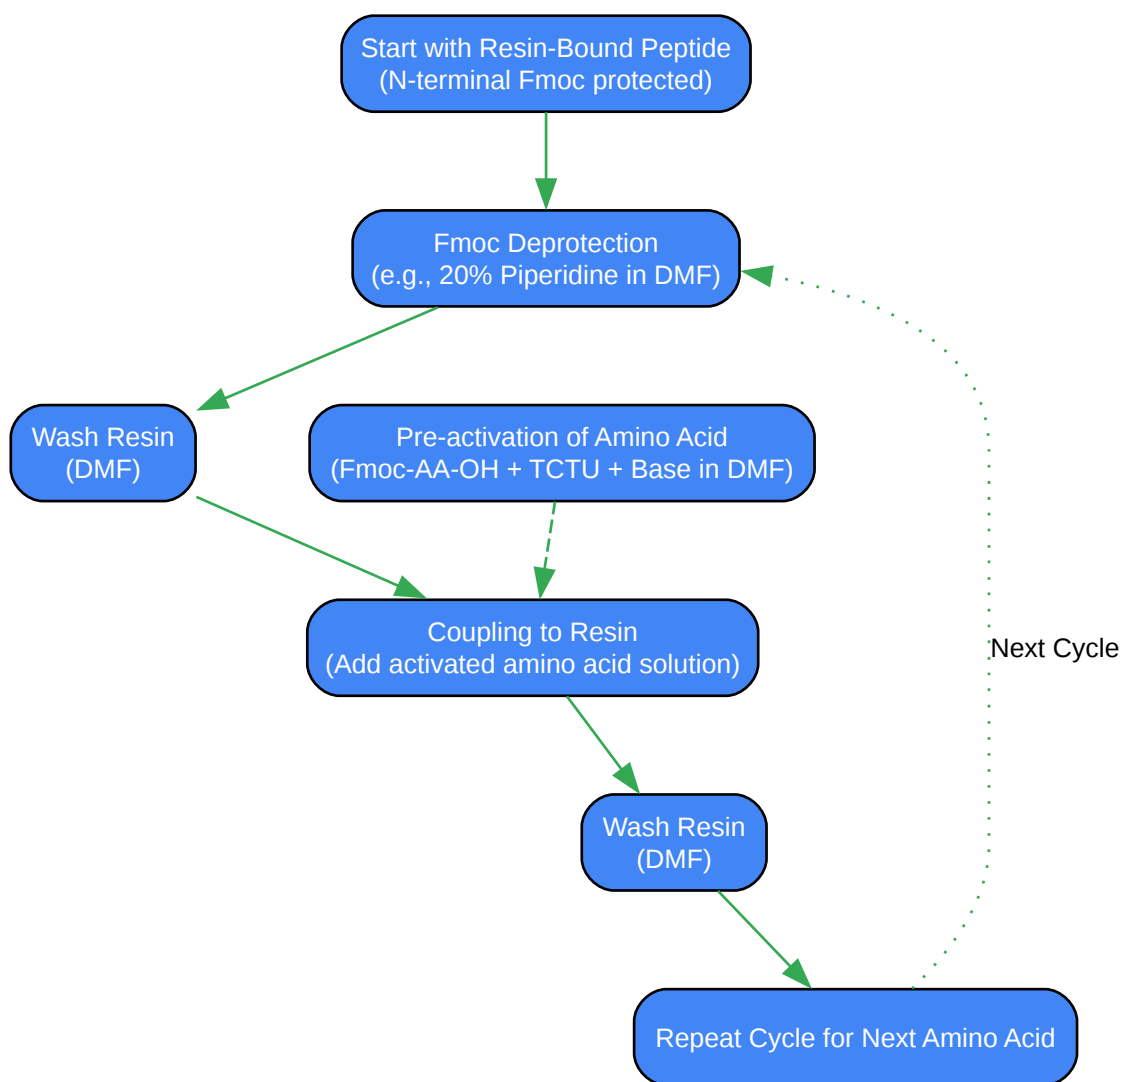 Start with Resin-Bound Peptide
(N-terminal Fmoc protected)
Fmoc Deprotection
(e.g., 20% Piperidine in DMF)
Wash Resin
(DMF)
Pre-activation of Amino Acid
(Fmoc-AA-OH + TCTU + Base in DMF)
Coupling to Resin
(Add activated amino acid solution)
Next Cycle
Wash Resin
(DMF)
Repeat Cycle for Next Amino Acid